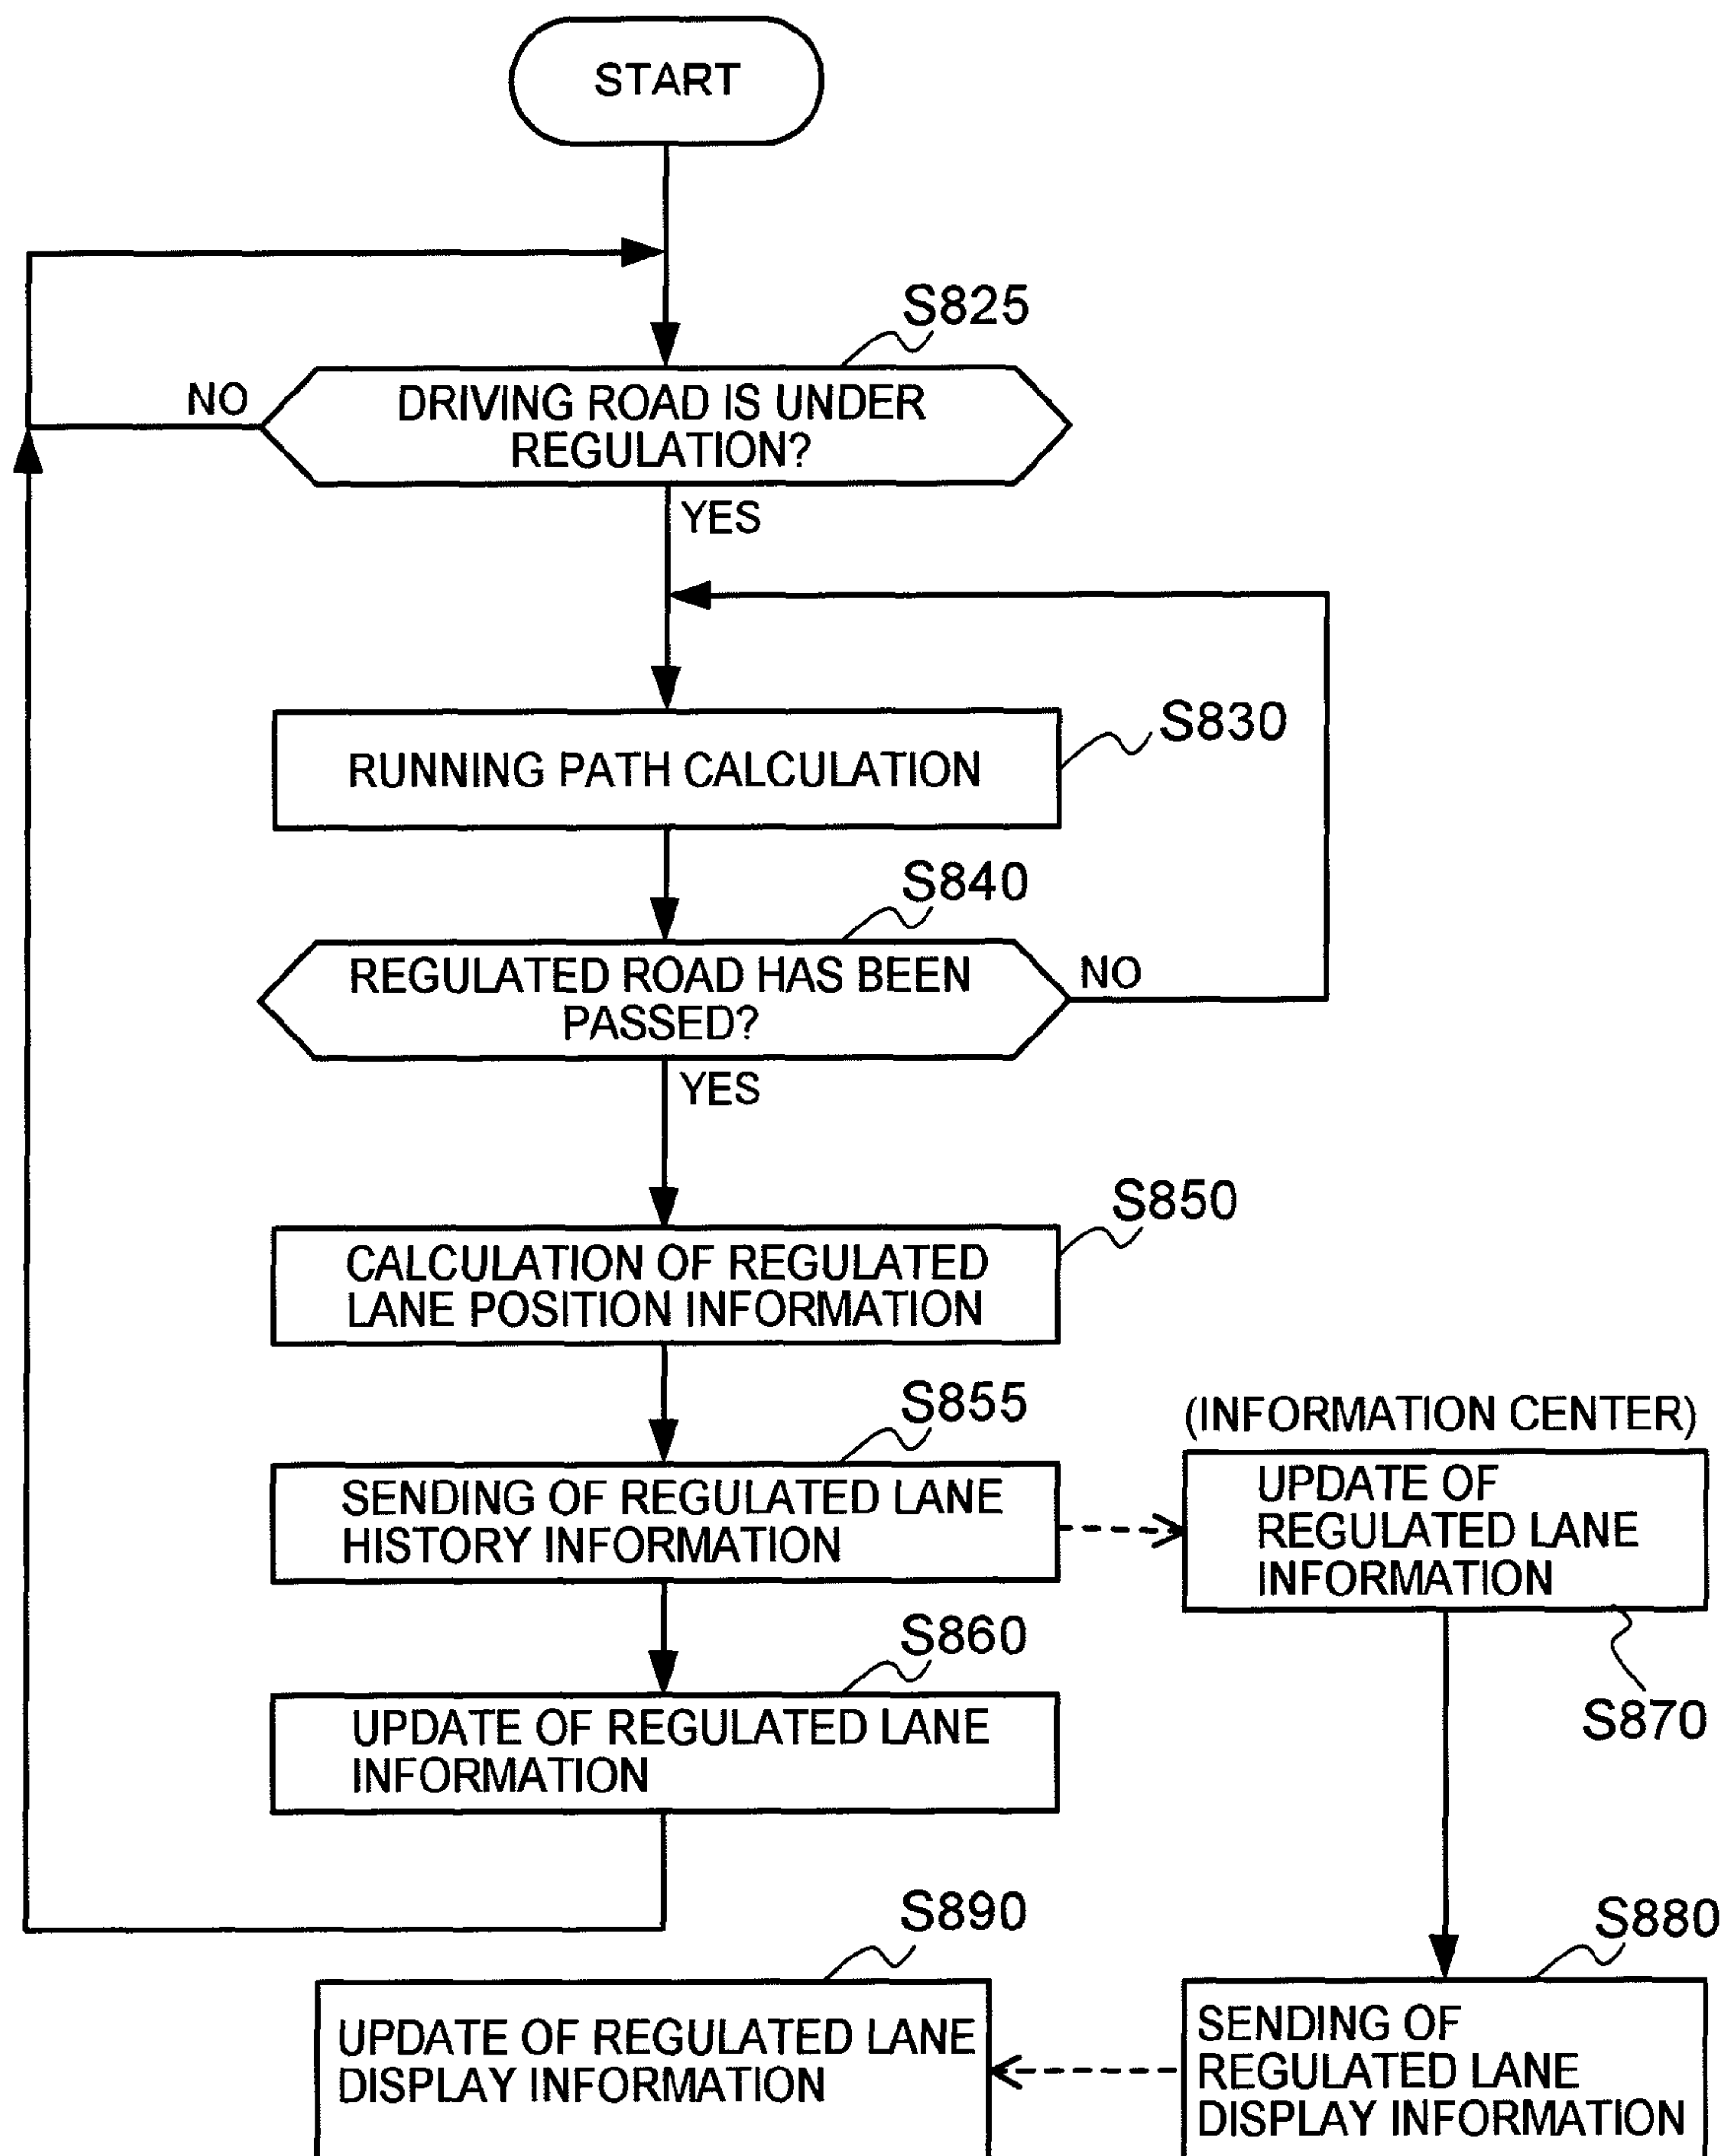 START
S825
NO
DRIVING ROAD IS UNDER
REGULATION?
YES
S830
RUNNING PATH CALCULATION
S840
REGULATED ROAD HAS BEEN
PASSED?
NO
YES
S850
CALCULATION OF REGULATED
LANE POSITION INFORMATION
S855
SENDING OF REGULATED LANE
HISTORY INFORMATION
(INFORMATION CENTER)
UPDATE OF
REGULATED LANE
INFORMATION
S870
S860
UPDATE OF REGULATED LANE
INFORMATION
S890
UPDATE OF REGULATED LANE
DISPLAY INFORMATION
S880
SENDING OF
REGULATED LANE
DISPLAY INFORMATION